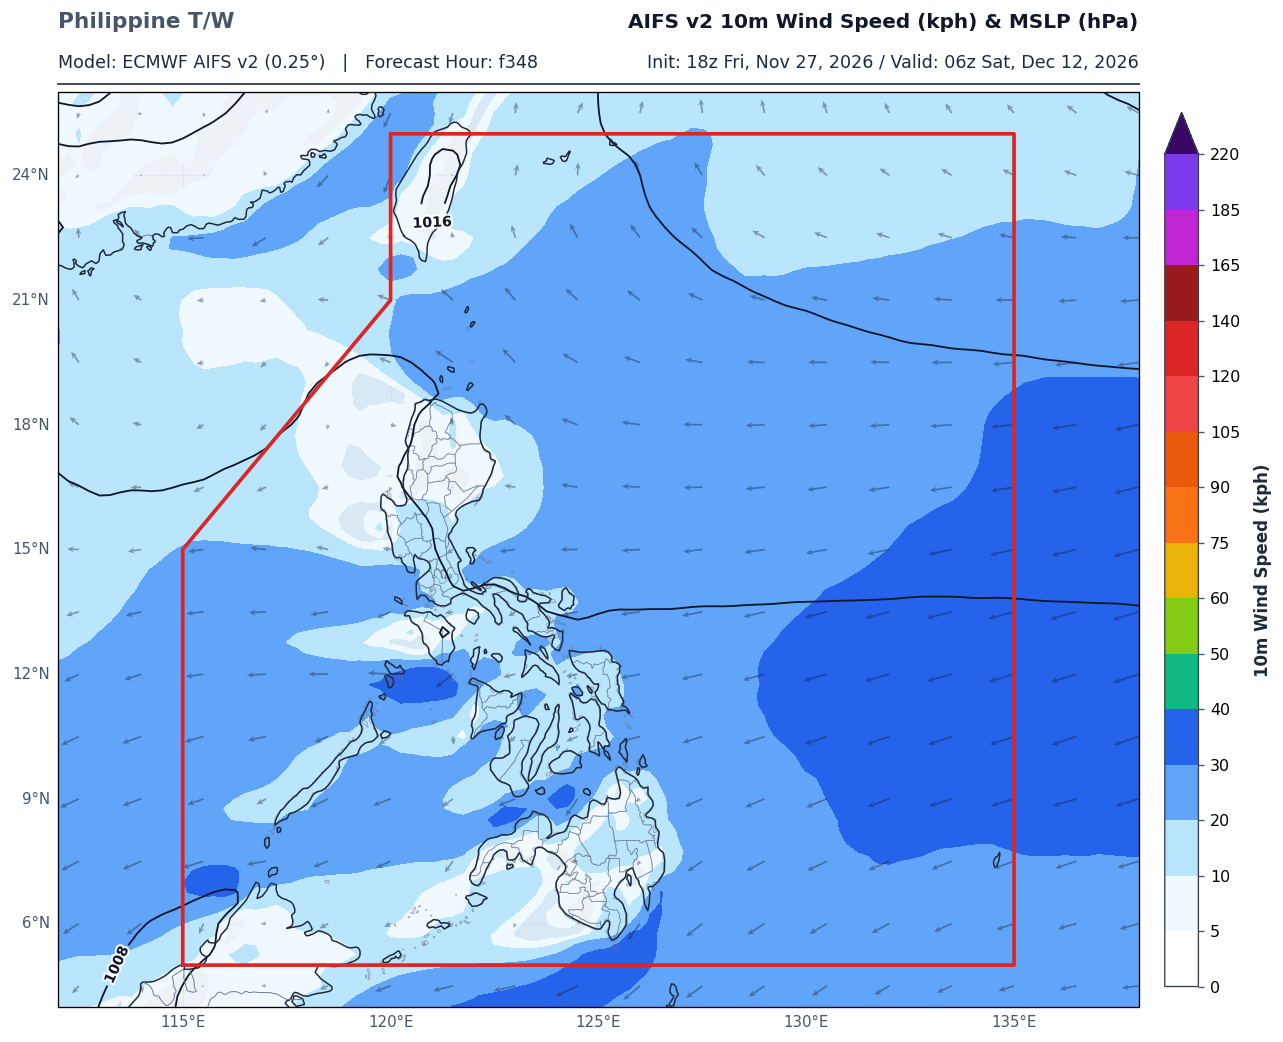 Philippine T/W
AIFS v2 10m Wind Speed (kph) & MSLP (hPa)
Model: ECMWF AIFS v2 (0.25°) | Forecast Hour: f348
Init: 18z Fri, Nov 27, 2026 / Valid: 06z Sat, Dec 12, 2026
24°N
21°N
18°N
15°N
12°N
9°N
6°N
1016
1008
115°E
120°E
125°E
130°E
135°E
220
185
165
140
120
105
90
75
60
50
40
30
20
10
5
0
10m Wind Speed (kph)